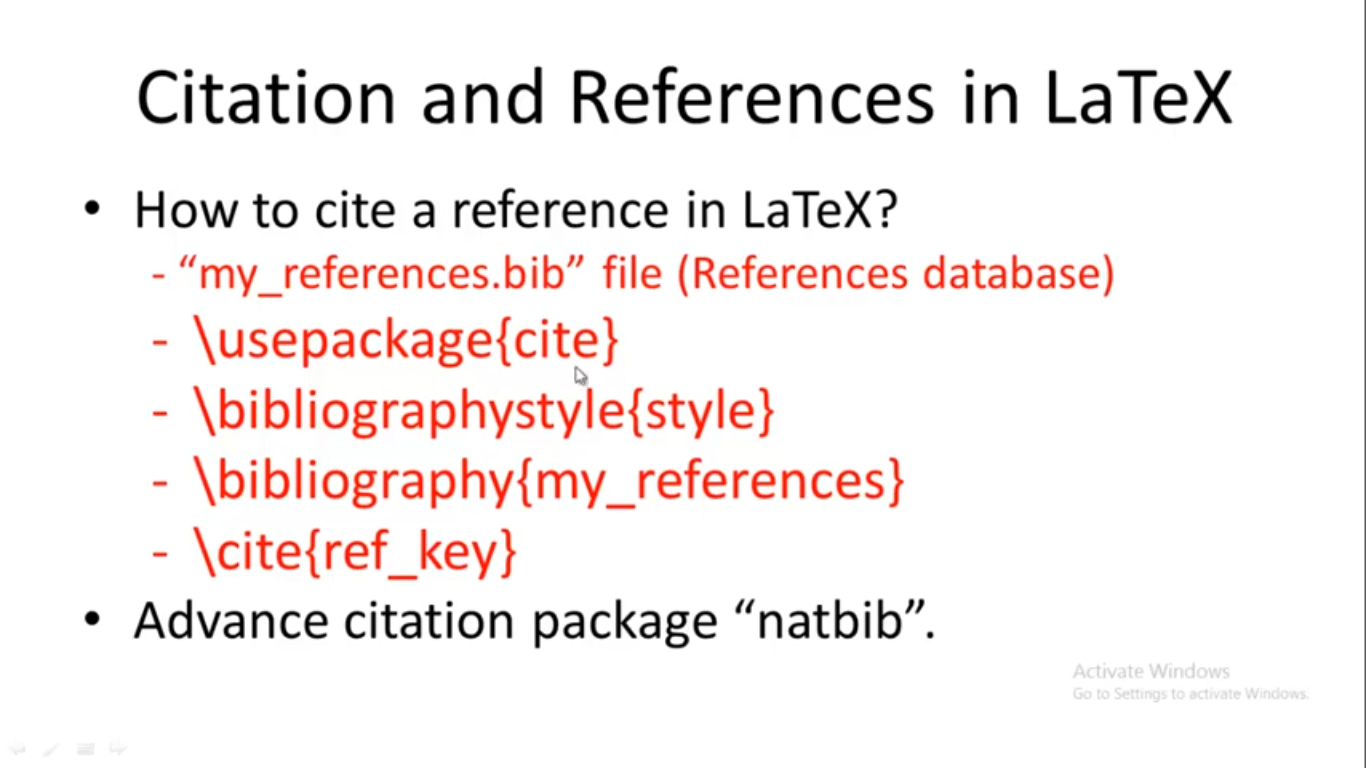 Citation and References in LaTeX
• How to cite a reference in LaTeX?
- “my_references.bib” file (References database)
- \usepackage{cite}
- \bibliographystyle{style}
- \bibliography{my_references}
- \cite{ref_key}
• Advance citation package “natbib”.
Activate Windows
Go to Settings to activate Windows.